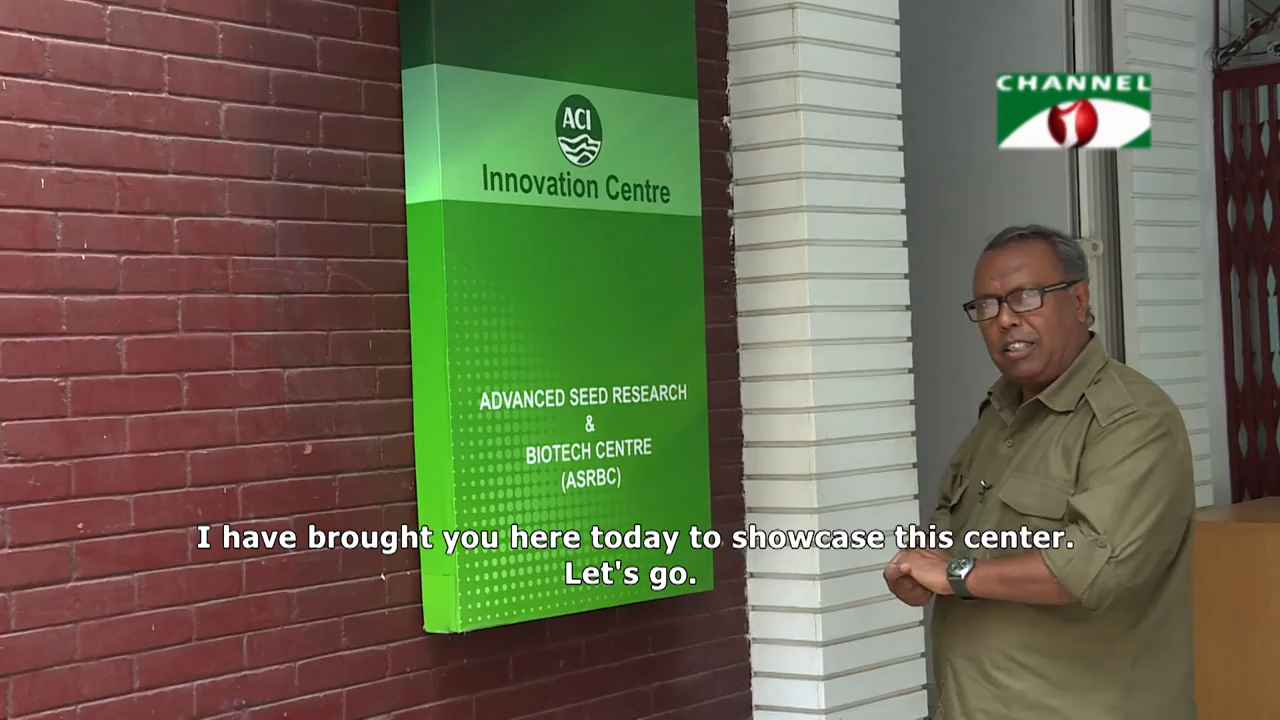 CHANNEL
ACI
Innovation Centre
ADVANCED SEED RESEARCH
&
BIOTECH CENTRE
(ASRBC)
I have brought you here today to showcase this center.
Let's go.